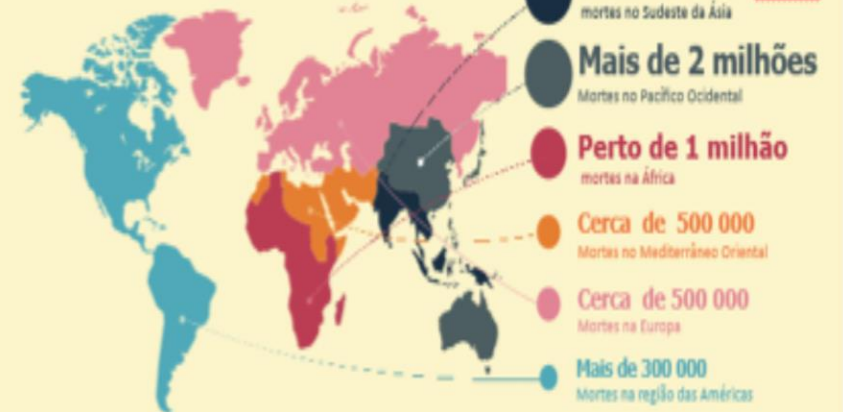 mortes no Sudeste da Ásia
Mais de 2 milhões
Mortes no Pacífico Ocidental
Perto de 1 milhão
mortes na África
Cerca de 500 000
Mortes no Mediterrâneo Oriental
Cerca de 500 000
Mortes na Europa
Mais de 300 000
Mortes na região das Américas